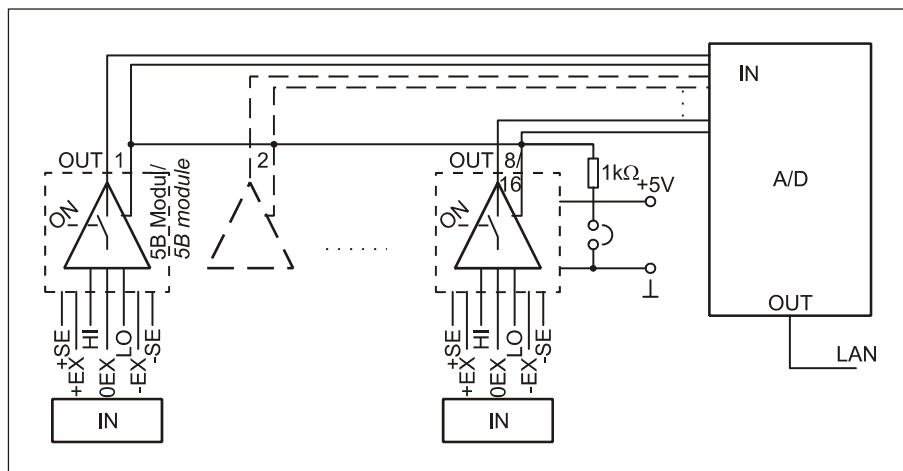 IN
OUT 1
2
OUT 8/
16
1kΩ
+5V
A/D
ON
5B Modul/
5B module
ON
OUT
LAN
+SE
+EX
HI
0EX
LO
-EX
-SE
+SE
+EX
HI
0EX
LO
-EX
-SE
IN
IN